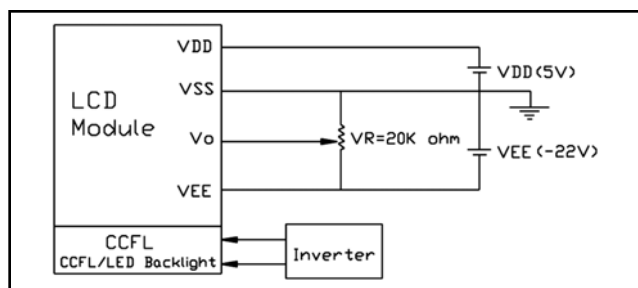 LCD
Module
VDD
VSS
Vo
VEE
VDD(5V)
VR=20K ohm
VEE(-22V)
CCFL
CCFL/LED Backlight
Inverter